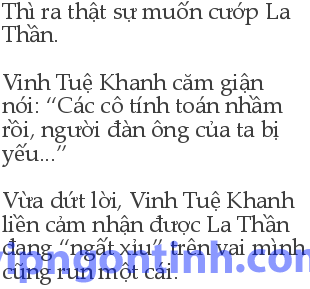 Thì ra thật sự muốn cướp La
Thần.
Vinh Tuệ Khanh căm giận
nói: “Các cô tính toán nhầm
rồi, người đàn ông của ta bị
yếu...”
Vừa dứt lời, Vinh Tuệ Khanh
liền cảm nhận được La Thần
đang “ngất xỉu” trên vai mình
cũng run một cái.
vipngontinh.com